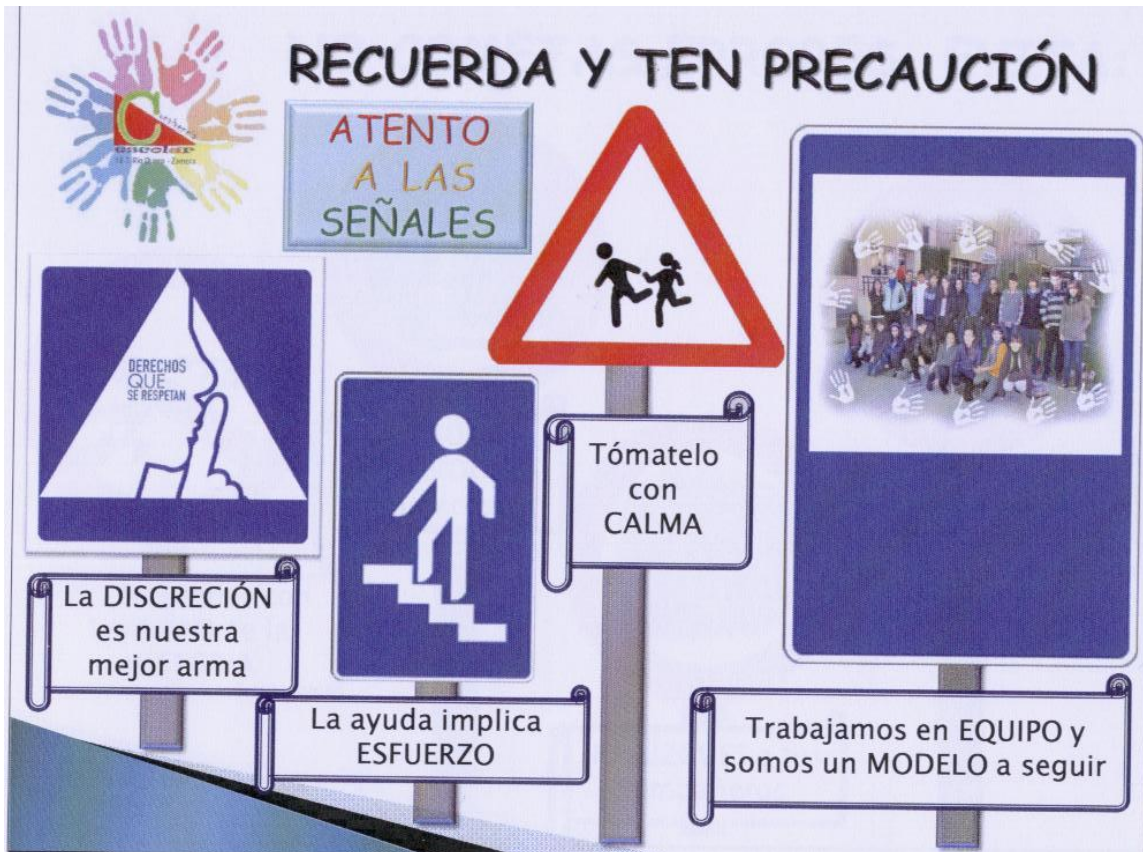 RECUERDA Y TEN PRECAUCIÓN
ATENTO
A LAS
SEÑALES
escolar
DERECHOS
QUE
SE RESPETAN
Tómatelo
con
CALMA
La DISCRECIÓN
es nuestra
mejor arma
La ayuda implica
ESFUERZO
Trabajamos en EQUIPO y
somos un MODELO a seguir